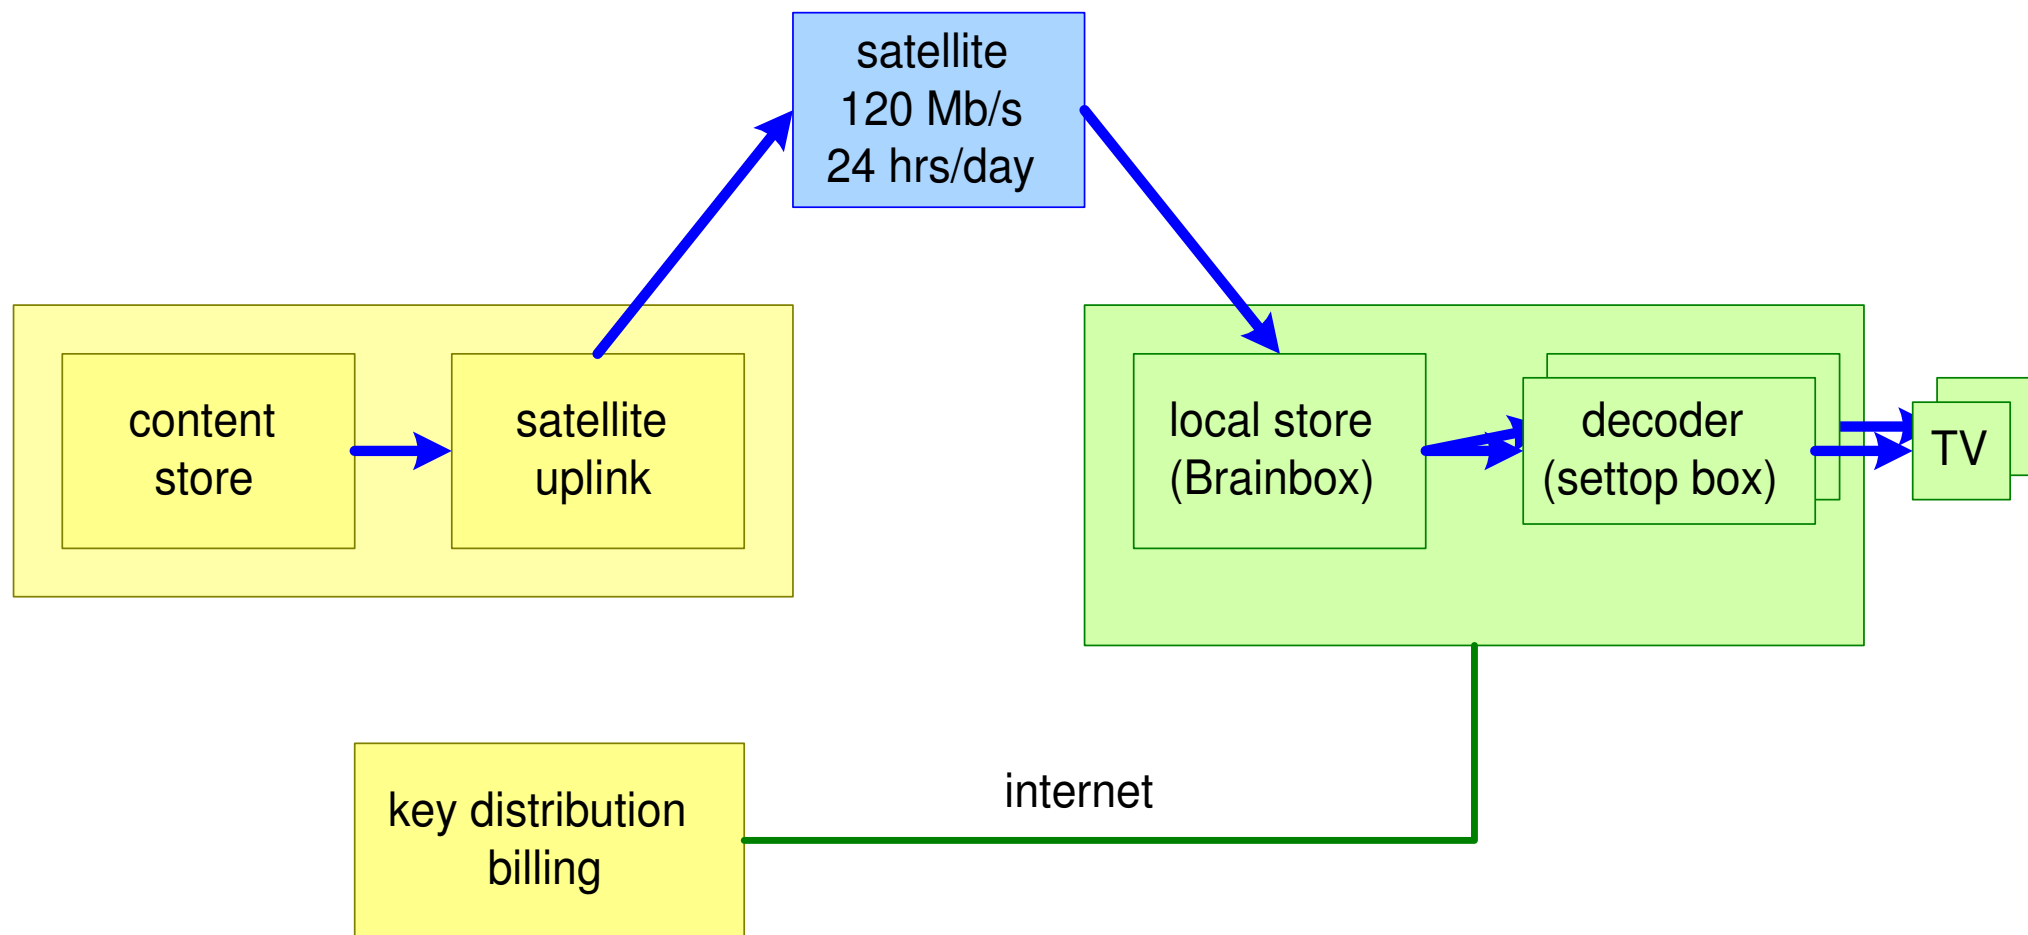 satellite
120 Mb/s
24 hrs/day
content
store
satellite
uplink
local store
(Brainbox)
decoder
(settop box)
TV
internet
key distribution
billing